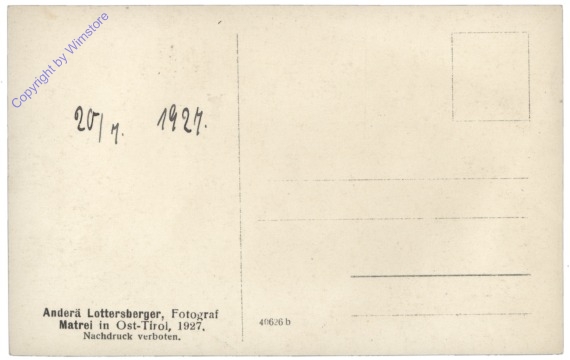 Copyright by Wimstore
20/7. 1927.
Anderä Lottersberger, Fotograf
Matrei in Ost-Tirol, 1927.
Nachdruck verboten.
40626 b